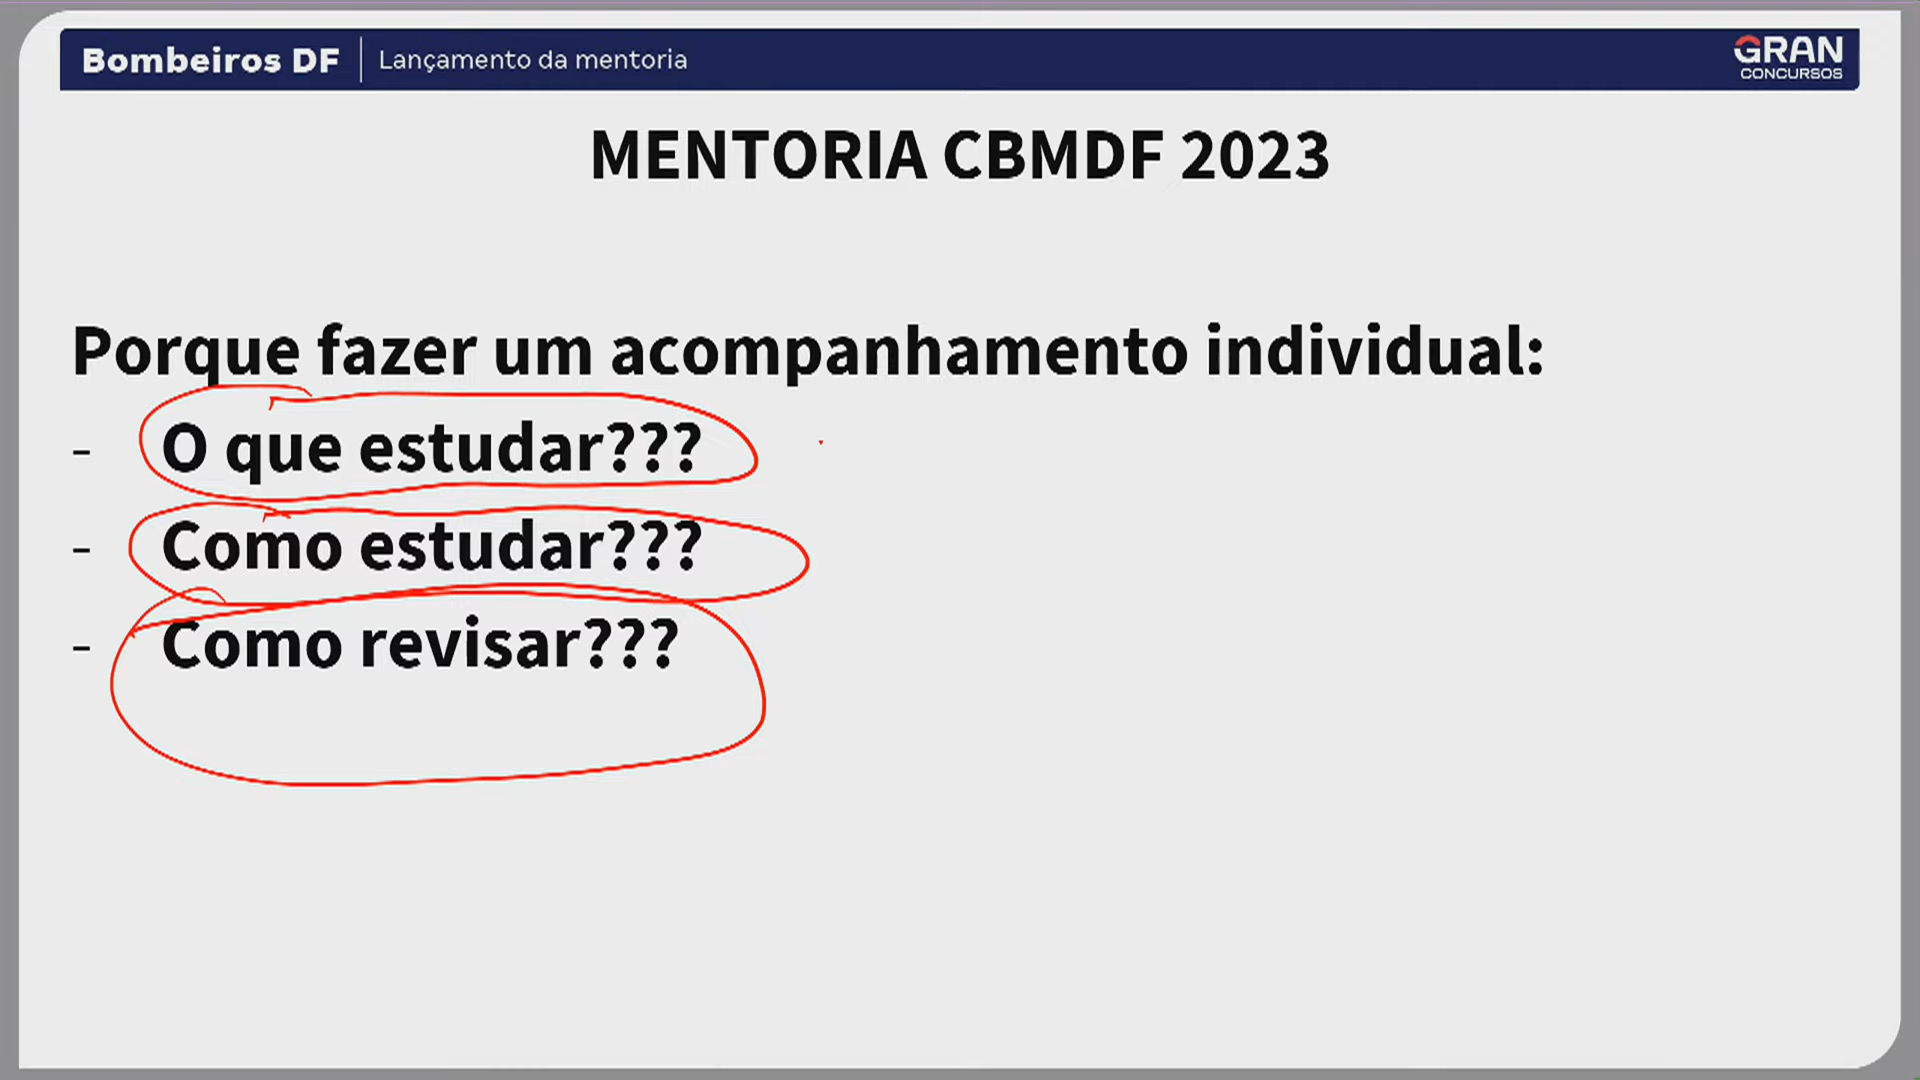 Bombeiros DF | Lançamento da mentoria
GRAN
CONCURSOS
MENTORIA CBMDF 2023
Porque fazer um acompanhamento individual:
- O que estudar???
- Como estudar???
- Como revisar???